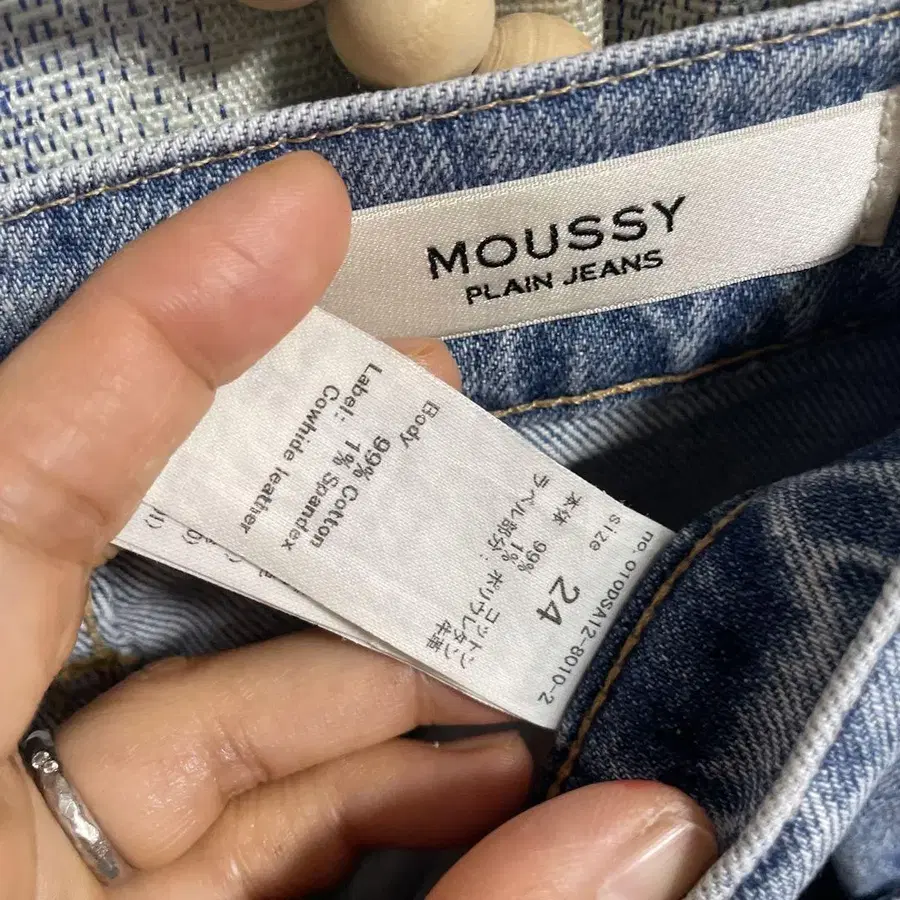 MOUSSY
PLAIN JEANS
no. 010DSA12-8010-2
size 24
本体 99% コットン
1% ポリウレタン
ラベル部分: 牛革
Body
99% Cotton
1% Spandex
Label:
Cowhide leather